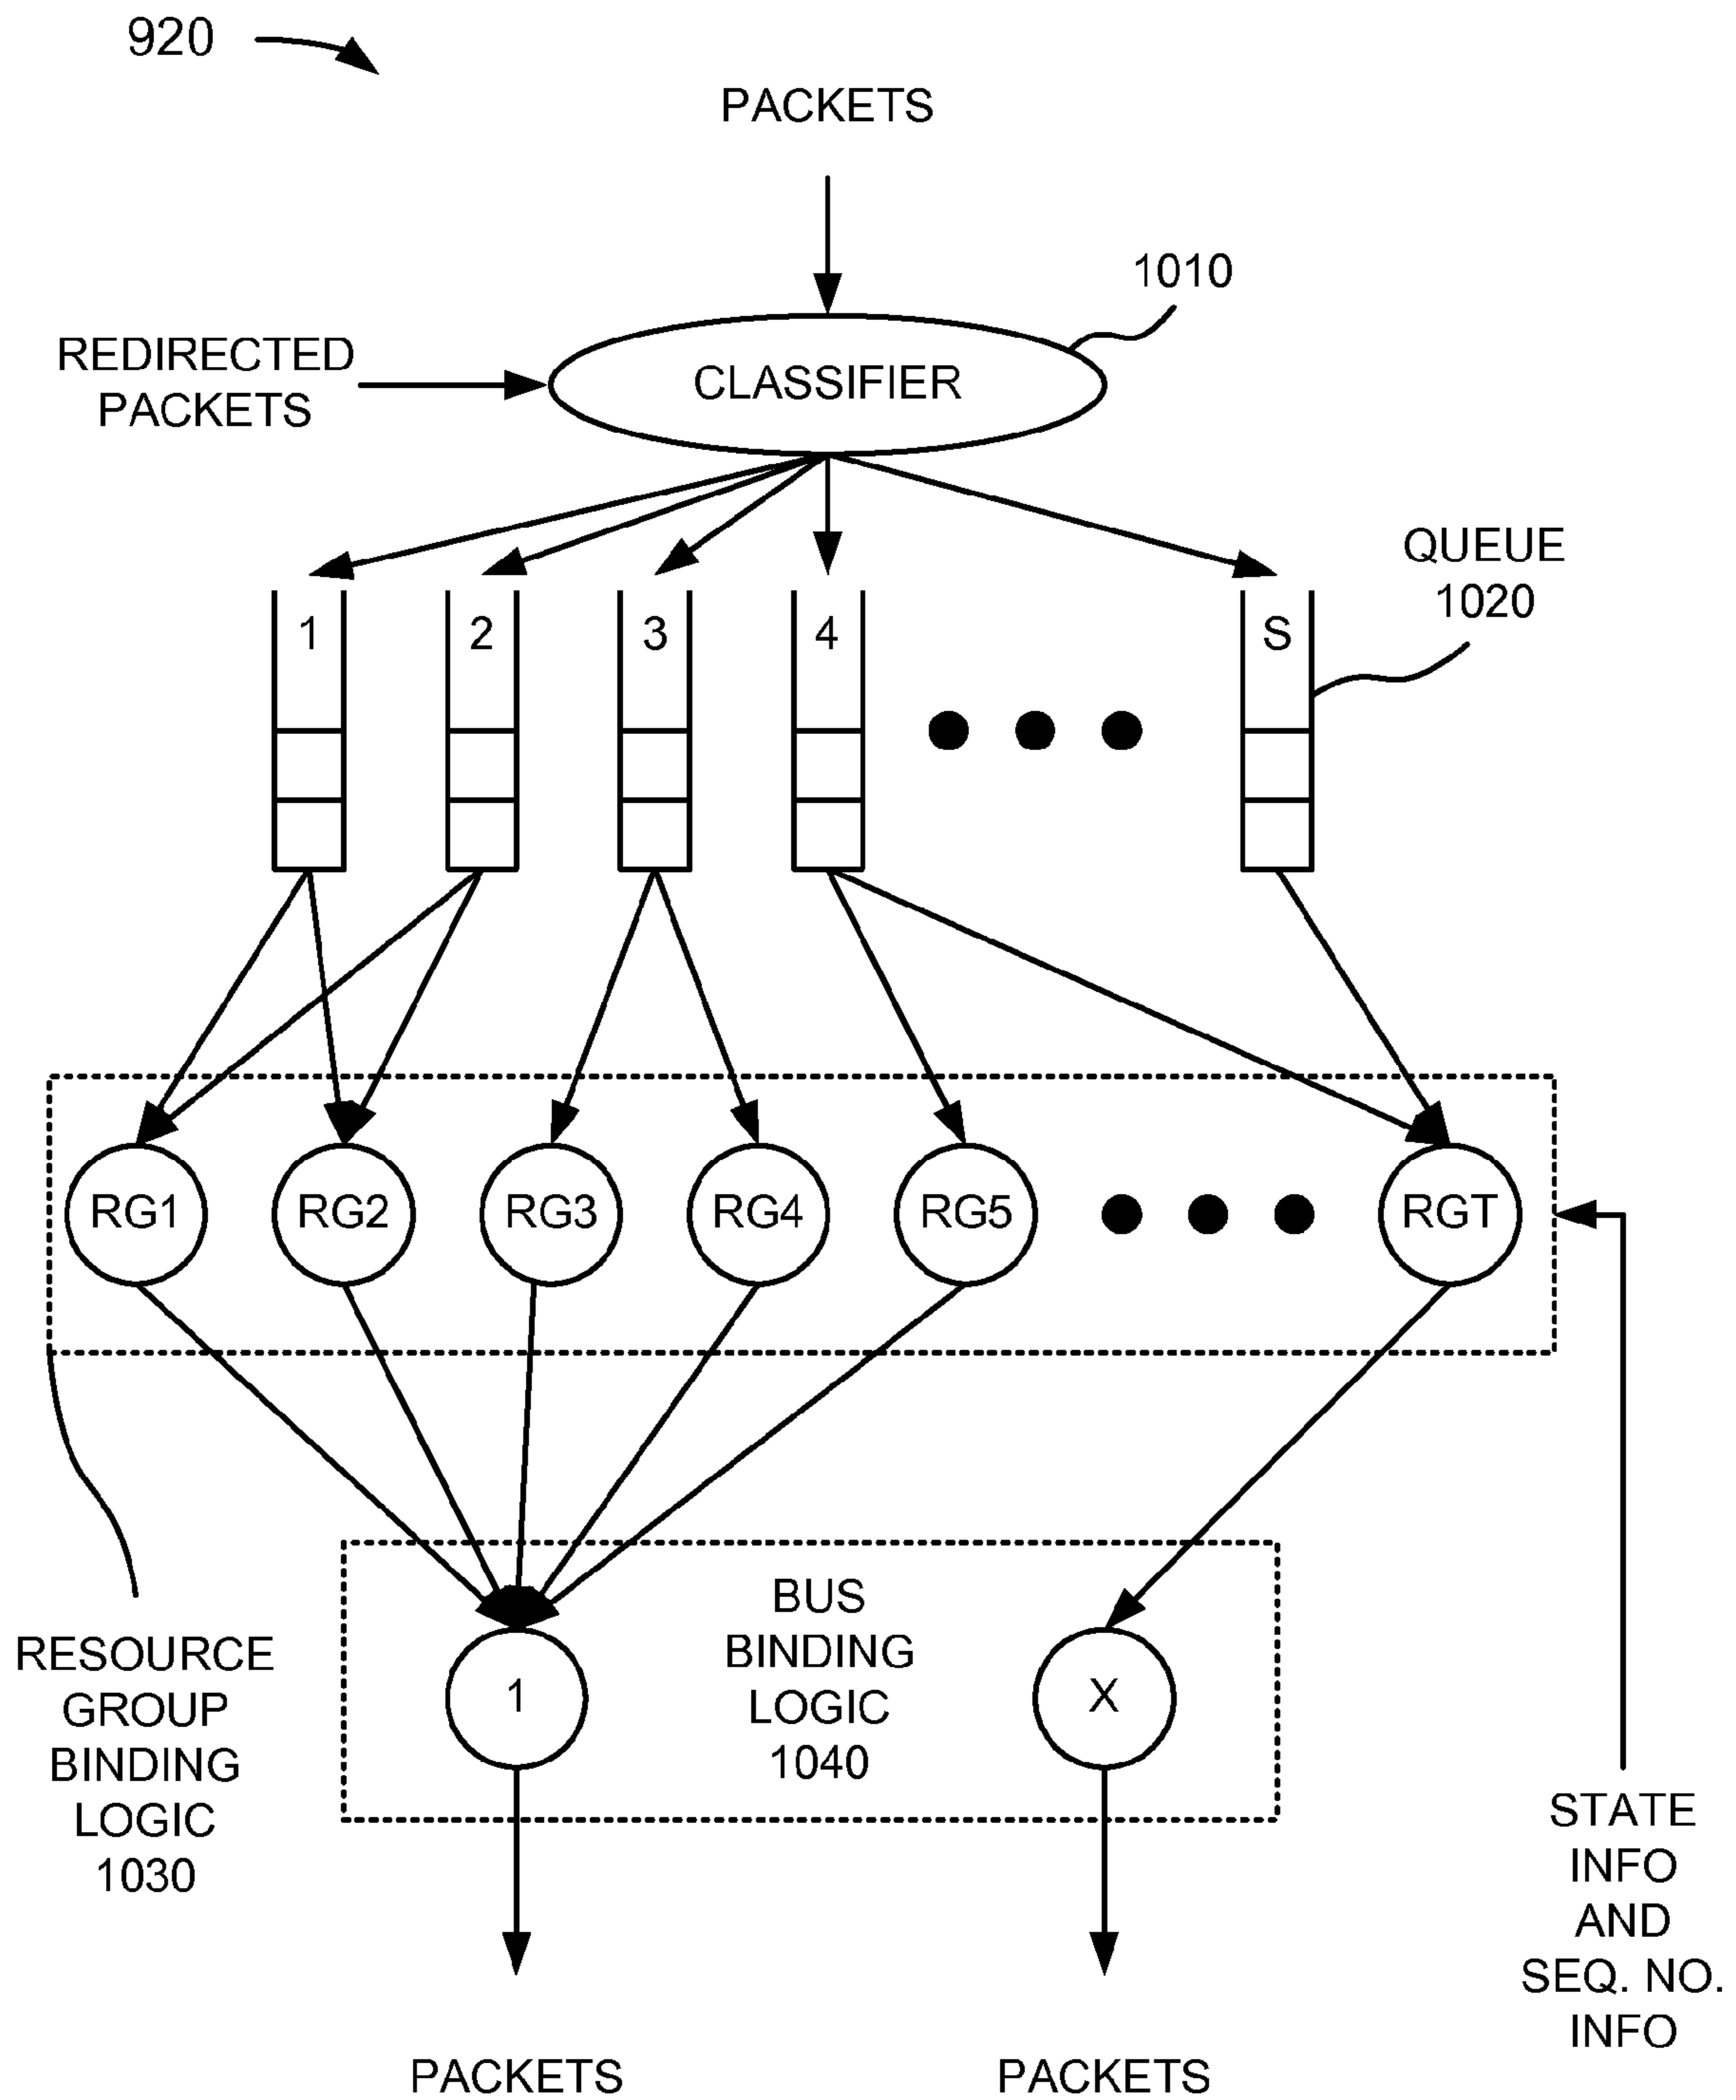 920
PACKETS
1010
REDIRECTED
PACKETS
CLASSIFIER
QUEUE
1020
1
2
3
4
S
RG1
RG2
RG3
RG4
RG5
RGT
BUS
BINDING
LOGIC
1040
1
X
RESOURCE
GROUP
BINDING
LOGIC
1030
STATE
INFO
AND
SEQ. NO.
INFO
PACKETS
PACKETS